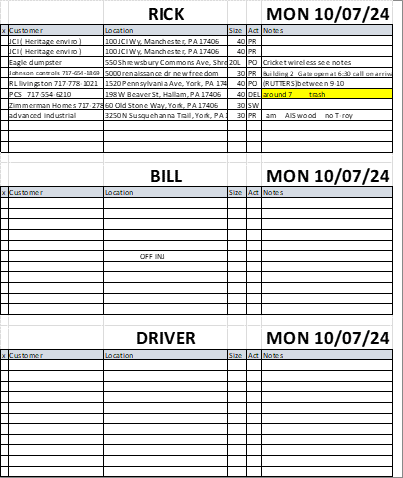 RICK MON 10/07/24
x Customer Location Size Act Notes
JCI ( Heritage enviro ) 100 JCI Wy, Manchester, PA 17406 40 PR
JCI ( Heritage enviro ) 100 JCI Wy, Manchester, PA 17406 40 PR
Eagle dumpster 550 Shrewsbury Commons Ave, Shre 20L PO Cricket wireless see notes
Johnson controls 717-654-1869 5000 renaissance dr new freedom 30 PR Building 2 Gate open at 6:30 call on arriva
RL livingston 717-778-1021 1520 Pennsylvania Ave, York, PA 174 40 PO (RUTTERS)between 9-10
PCS 717-554-6210 198 W Beaver St, Hallam, PA 17406 40 DEL around 7 trash
Zimmerman Homes 717-278 60 Old Stone Way, York, PA 17406 30 SW
advanced industrial 3250 N Susquehanna Trail, York, PA 1 30 PR am AIS wood no T-roy
BILL MON 10/07/24
x Customer Location Size Act Notes
OFF INJ
DRIVER MON 10/07/24
x Customer Location Size Act Notes